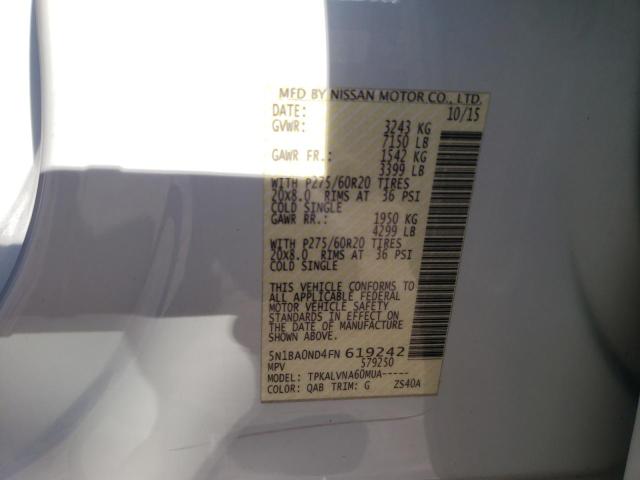 MFD BY NISSAN MOTOR CO., LTD.
DATE: 10/15
GVWR: 3243 KG
7150 LB
GAWR FR.: 1542 KG
3399 LB
WITH P275/60R20 TIRES
20X8.0 RIMS AT 36 PSI
COLD SINGLE
GAWR RR.: 1950 KG
4299 LB
WITH P275/60R20 TIRES
20X8.0 RIMS AT 36 PSI
COLD SINGLE
THIS VEHICLE CONFORMS TO
ALL APPLICABLE FEDERAL
MOTOR VEHICLE SAFETY
STANDARDS IN EFFECT ON
THE DATE OF MANUFACTURE
SHOWN ABOVE.
5N1BA0ND4FN 619242
MPV 579250
MODEL: TPKALVNA60MUA-----
COLOR: QAB TRIM: G ZS40A